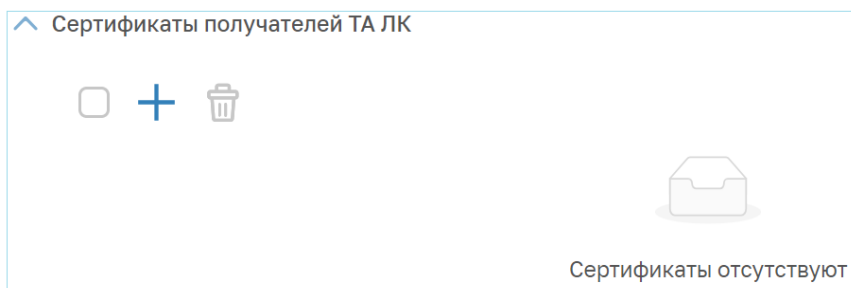 Сертификаты получателей ТА ЛК
Сертификаты отсутствуют